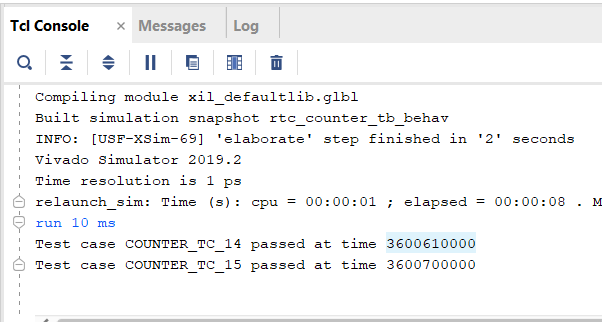 Tcl Console × Messages Log
Compiling module xil_defaultlib.glbl
Built simulation snapshot rtc_counter_tb_behav
INFO: [USF-XSim-69] 'elaborate' step finished in '2' seconds
Vivado Simulator 2019.2
Time resolution is 1 ps
relaunch_sim: Time (s): cpu = 00:00:01 ; elapsed = 00:00:08 . M
run 10 ms
Test case COUNTER_TC_14 passed at time 3600610000
Test case COUNTER_TC_15 passed at time 3600700000